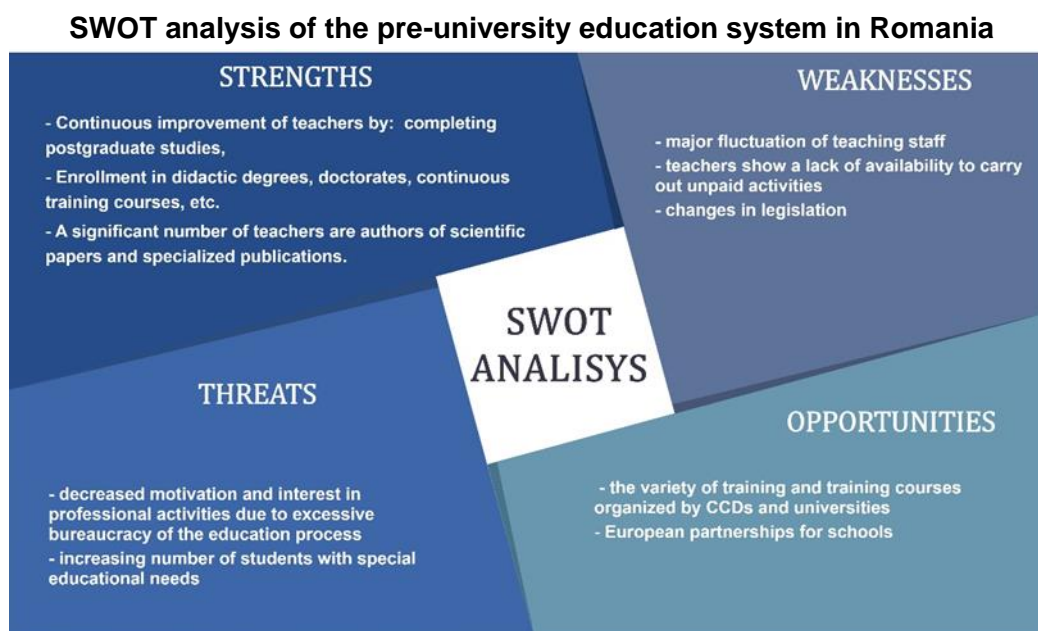 SWOT analysis of the pre-university education system in Romania
STRENGTHS
- Continuous improvement of teachers by: completing
postgraduate studies,
- Enrollment in didactic degrees, doctorates, continuous
training courses, etc.
- A significant number of teachers are authors of scientific
papers and specialized publications.
WEAKNESSES
- major fluctuation of teaching staff
- teachers show a lack of availability to carry
out unpaid activities
- changes in legislation
SWOT
ANALISYS
THREATS
- decreased motivation and interest in
professional activities due to excessive
bureaucracy of the education process
- increasing number of students with special
educational needs
OPPORTUNITIES
- the variety of training and training courses
organized by CCDs and universities
- European partnerships for schools